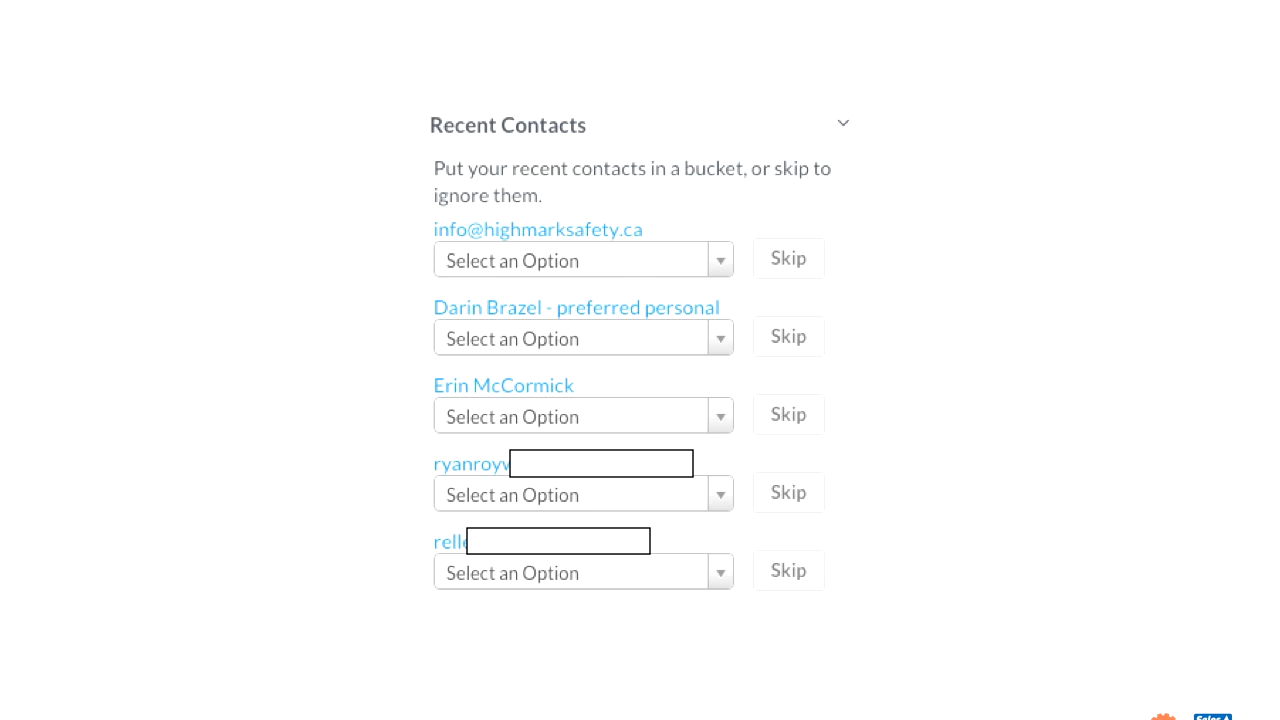 Recent Contacts
Put your recent contacts in a bucket, or skip to
ignore them.
info@highmarksafety.ca
Select an Option
Skip
Darin Brazel - preferred personal
Select an Option
Skip
Erin McCormick
Select an Option
Skip
ryanroyw
Select an Option
Skip
rell
Select an Option
Skip